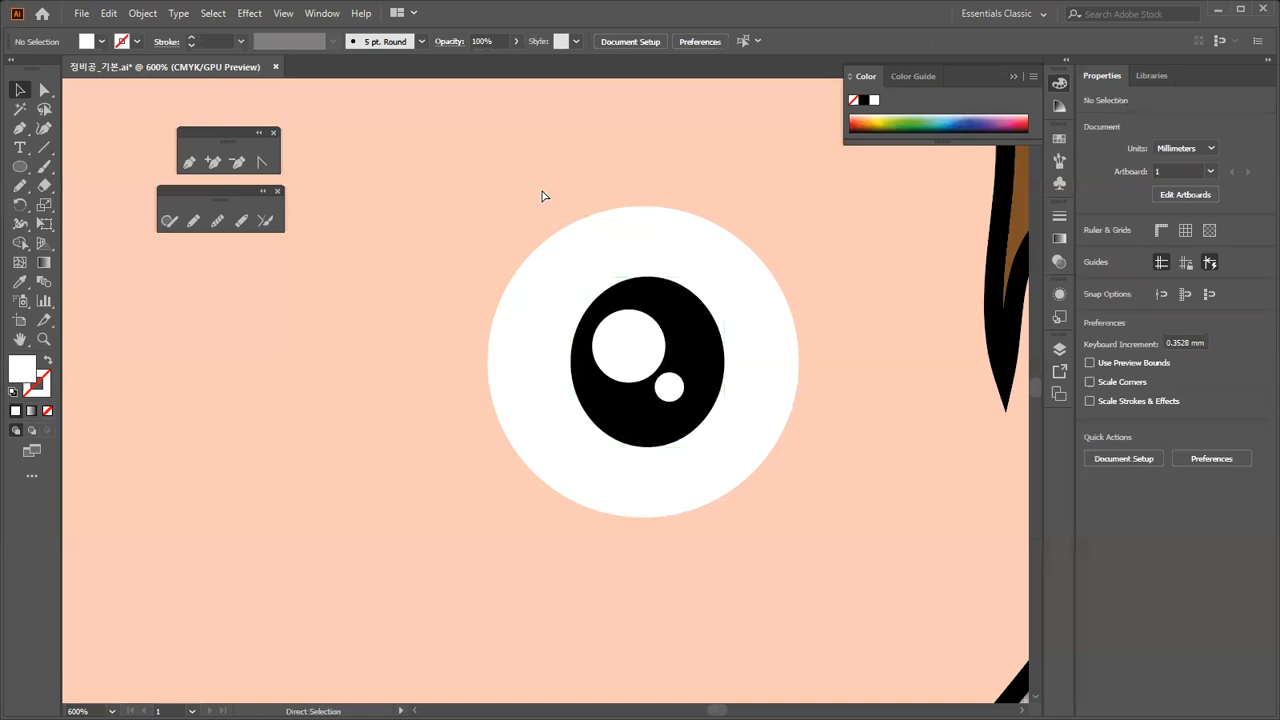 Ai File Edit Object Type Select Effect View Window Help Essentials Classic Search Adobe Stock
No Selection Stroke: 5 pt. Round Opacity: 100% Style: Document Setup Preferences
정비공_기본.ai* @ 600% (CMYK/GPU Preview)
Color Color Guide
Properties Libraries
No Selection
Document
Units: Millimeters
Artboard: 1
Edit Artboards
Ruler & Grids
Guides
Snap Options
Preferences
Keyboard Increment: 0.3528 mm
Use Preview Bounds
Scale Corners
Scale Strokes & Effects
Quick Actions
Document Setup Preferences
600% 1 Direct Selection